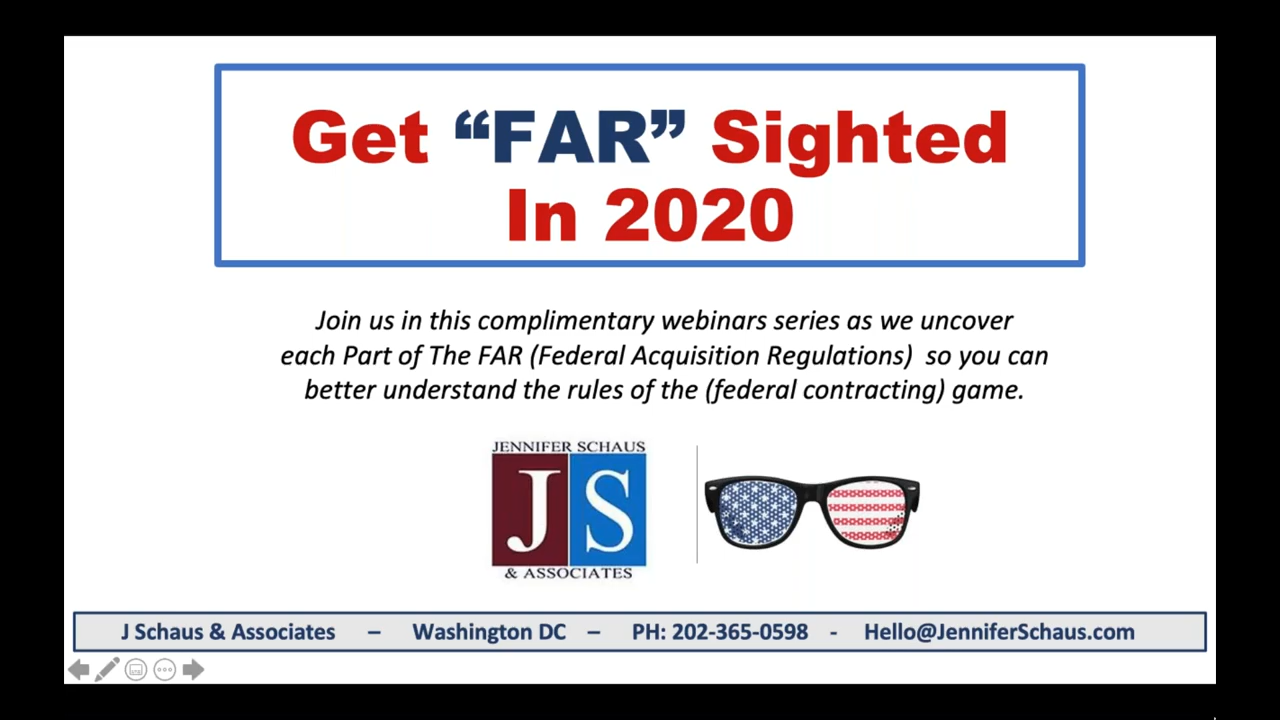 Get “FAR” Sighted
In 2020
Join us in this complimentary webinars series as we uncover
each Part of The FAR (Federal Acquisition Regulations) so you can
better understand the rules of the (federal contracting) game.
JENNIFER SCHAUS
J S
& ASSOCIATES
J Schaus & Associates – Washington DC – PH: 202-365-0598 - Hello@JenniferSchaus.com